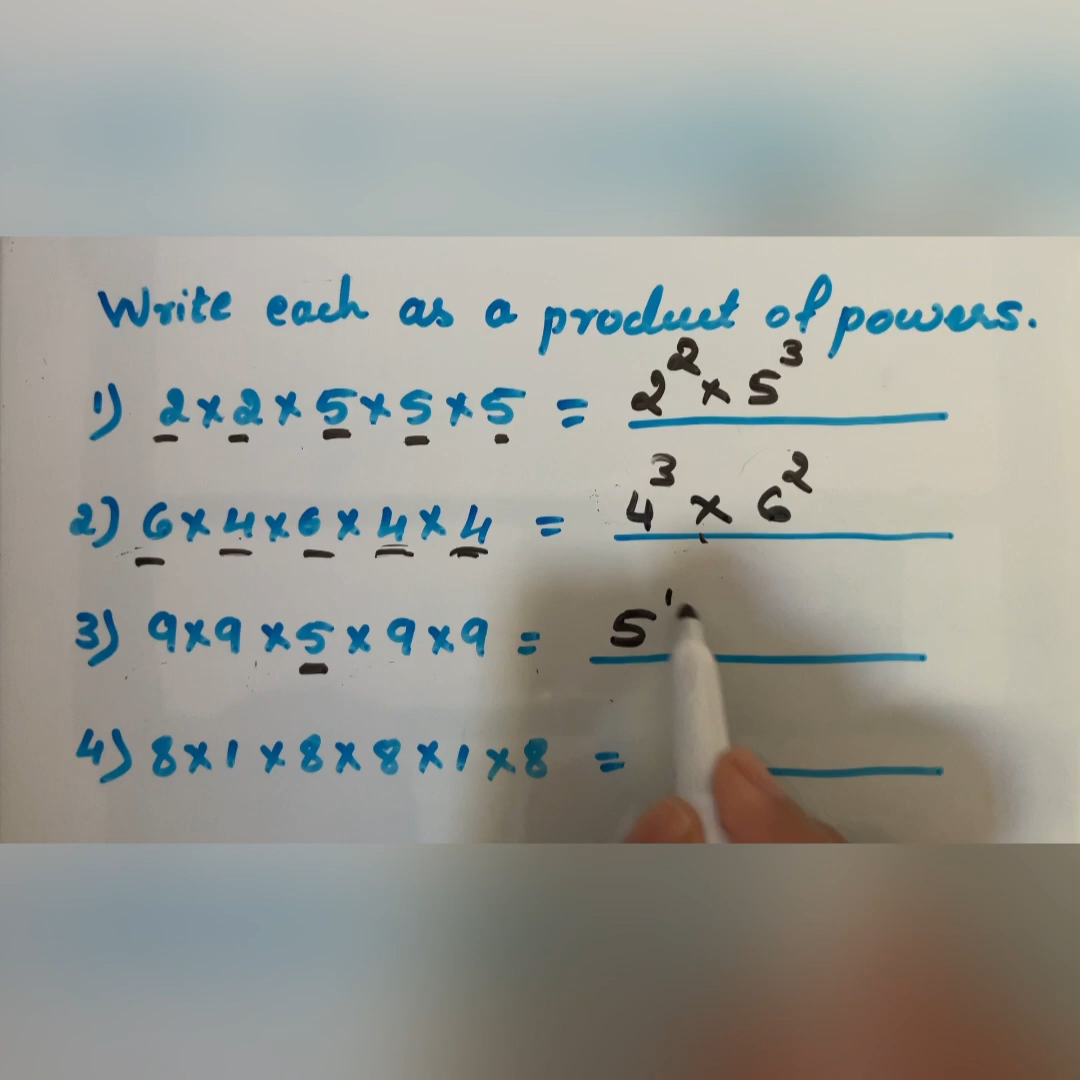 Write each as a product of powers.
1) 2×2×5×5×5 = 2² × 5³
2) 6×4×6×4×4 = 4³ × 6²
3) 9×9×5×9×9 = 5¹
4) 8×1×8×8×1×8 =